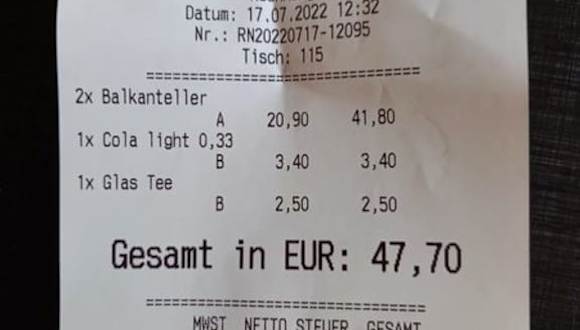 Datum: 17.07.2022 12:32
Nr.: RN20220717-12095
Tisch: 115
==============================
2x Balkanteller
A 20,90 41,80
1x Cola light 0,33
B 3,40 3,40
1x Glas Tee
B 2,50 2,50
Gesamt in EUR: 47,70
==============================
MWST NETTO STEUER GESAMT